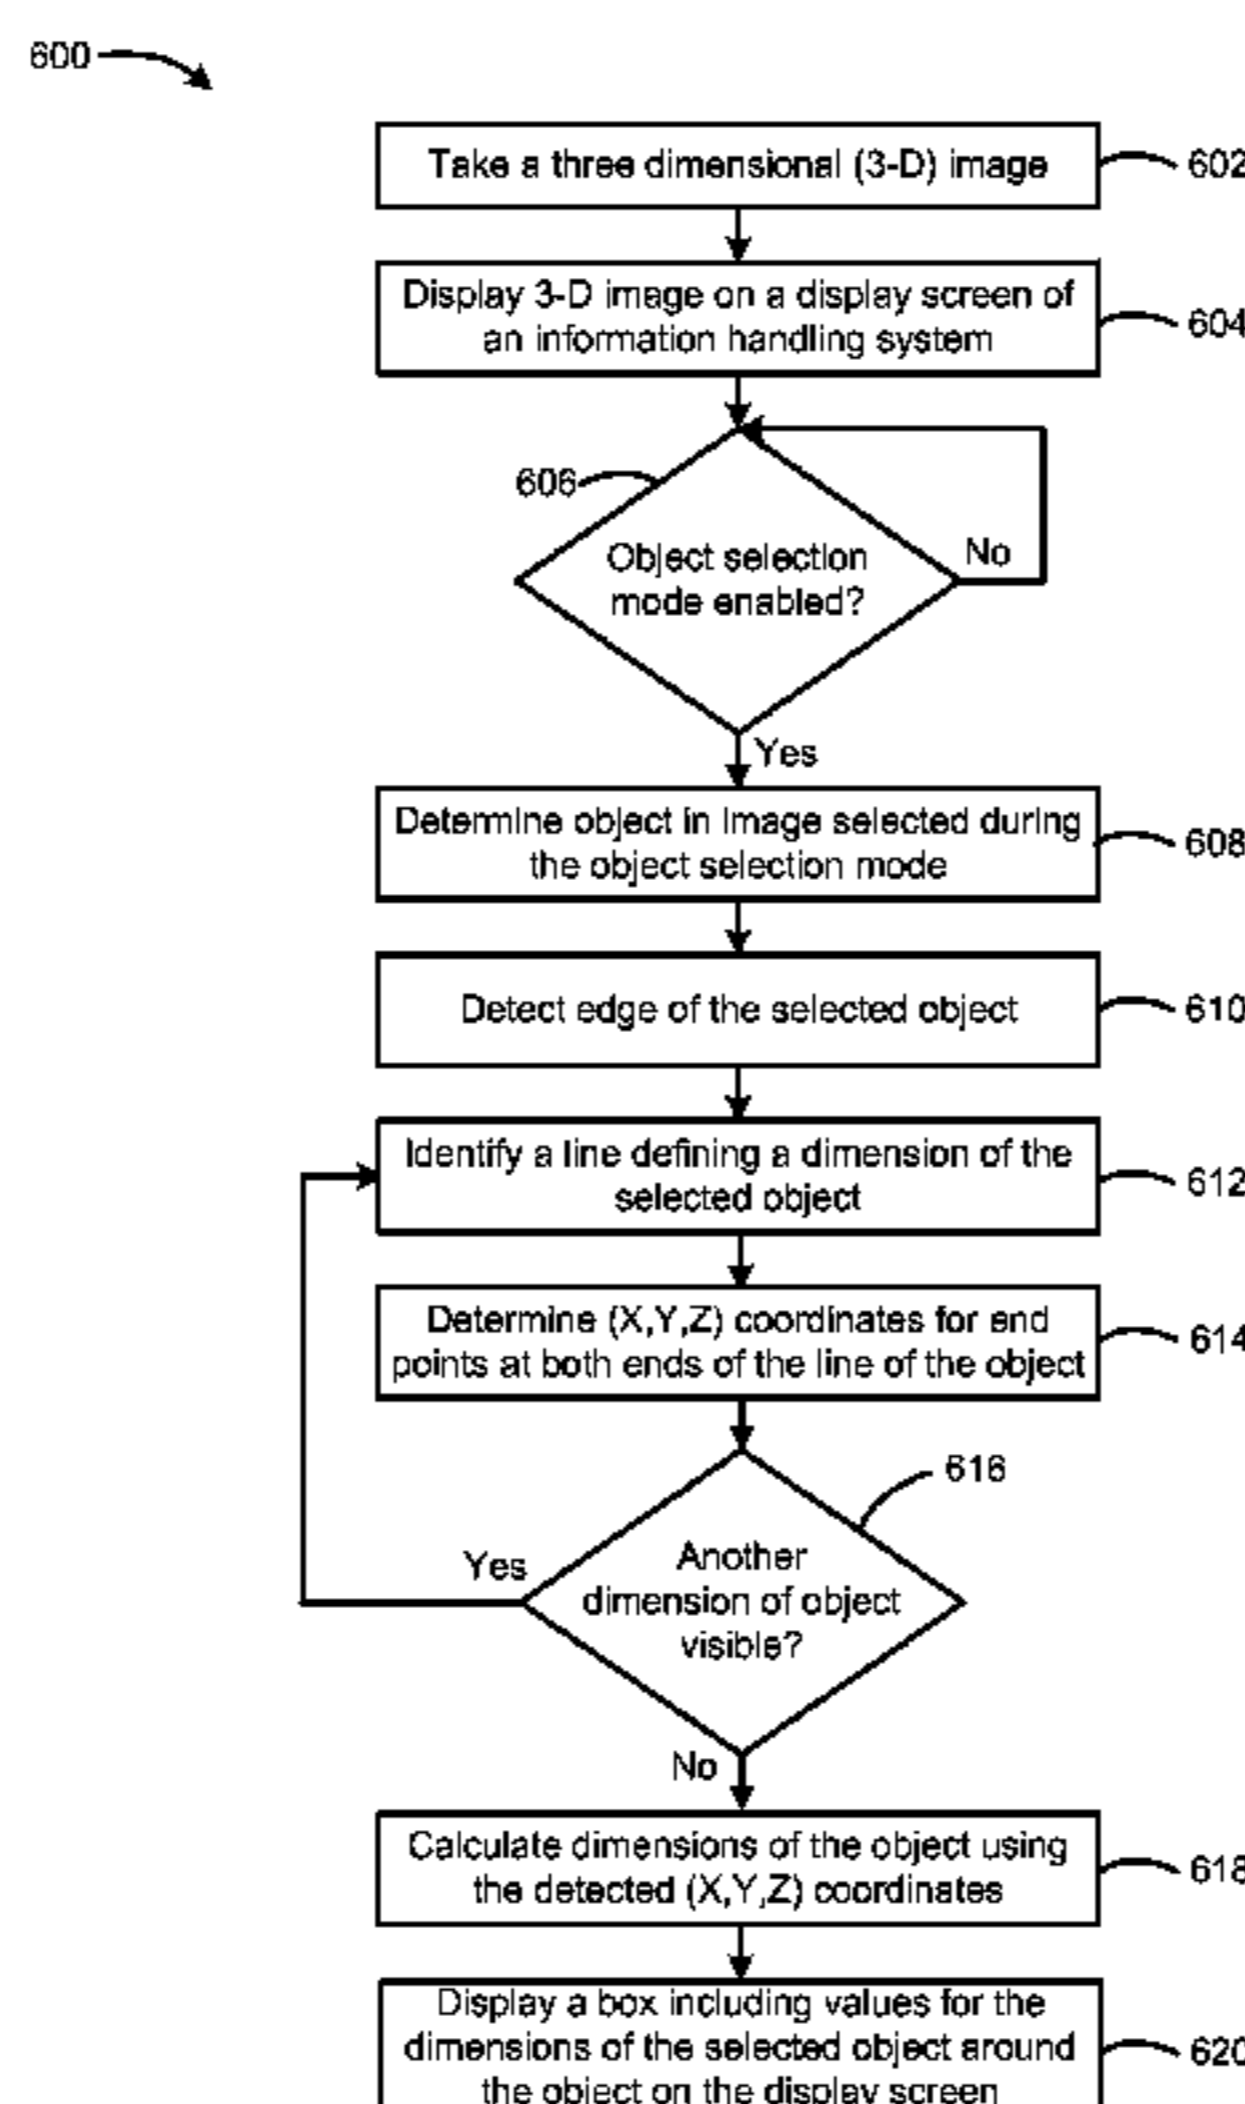 600
Take a three dimensional (3-D) image
602
Display 3-D image on a display screen of
an information handling system
604
606
Object selection
mode enabled?
No
Yes
Determine object in image selected during
the object selection mode
608
Detect edge of the selected object
610
Identify a line defining a dimension of the
selected object
612
Determine (X,Y,Z) coordinates for end
points at both ends of the line of the object
614
616
Another
dimension of object
visible?
Yes
No
Calculate dimensions of the object using
the detected (X,Y,Z) coordinates
618
Display a box including values for the
dimensions of the selected object around
the object on the display screen
620